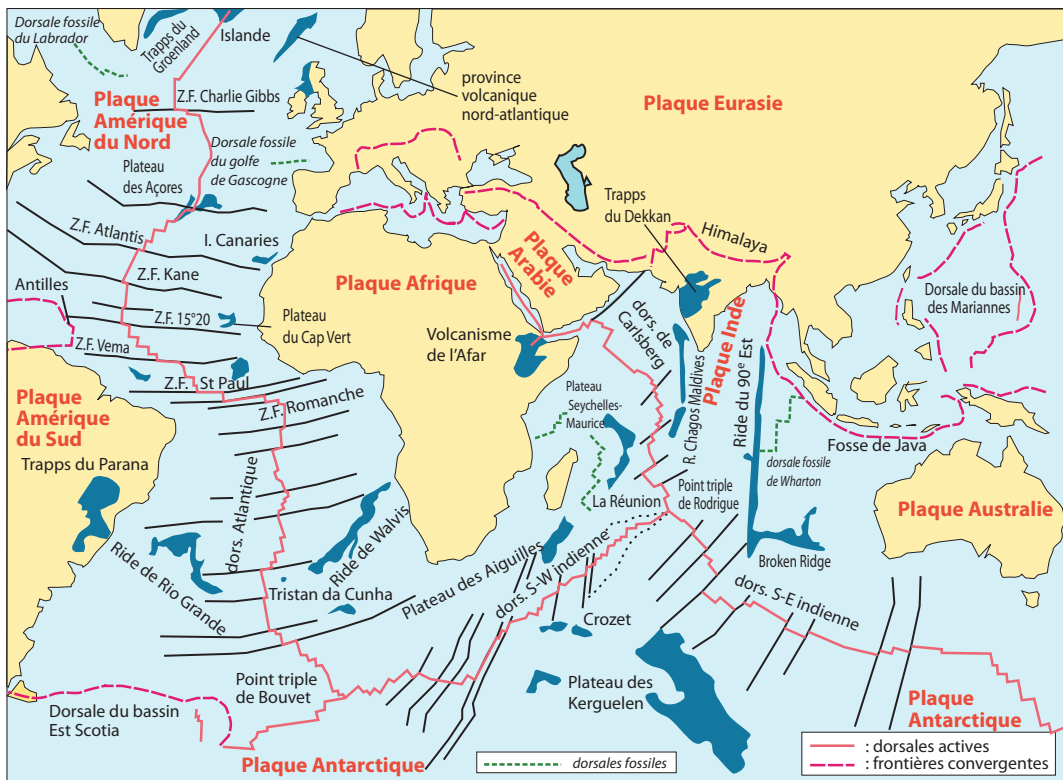 Dorsale fossile
du Labrador
Trapps du
Groenland
Islande
province
volcanique
nord-atlantique
Plaque Eurasie
Z.F. Charlie Gibbs
Plaque
Amérique
du Nord
Dorsale fossile
du golfe
de Gascogne
Plateau
des Açores
Trapps
du Dekkan
Himalaya
Z.F. Atlantis
I. Canaries
Plaque
Arabie
Z.F. Kane
Plaque Afrique
Antilles
Dorsale du bassin
des Mariannes
Z.F. 15°20
Plateau
du Cap Vert
Volcanisme
de l'Afar
dors. de
Carlsberg
Z.F. Vema
R. Chagos Maldives
Plaque Inde
Ride du 90e Est
Z.F. St Paul
Plaque
Amérique
du Sud
Z.F. Romanche
Plateau
Seychelles-
Maurice
Fosse de Java
Trapps du Parana
dorsale fossile
de Wharton
dors. Atlantique
Ride de Walvis
La Réunion
Point triple
de Rodrigue
Plaque Australie
Ride de Rio Grande
Tristan da Cunha
Plateau des Aiguilles
dors. S-W indienne
Broken Ridge
dors. S-E indienne
Crozet
Point triple
de Bouvet
Plateau des
Kerguelen
Dorsale du bassin
Est Scotia
Plaque
Antarctique
Plaque Antarctique
dorsales fossiles
: dorsales actives
: frontières convergentes